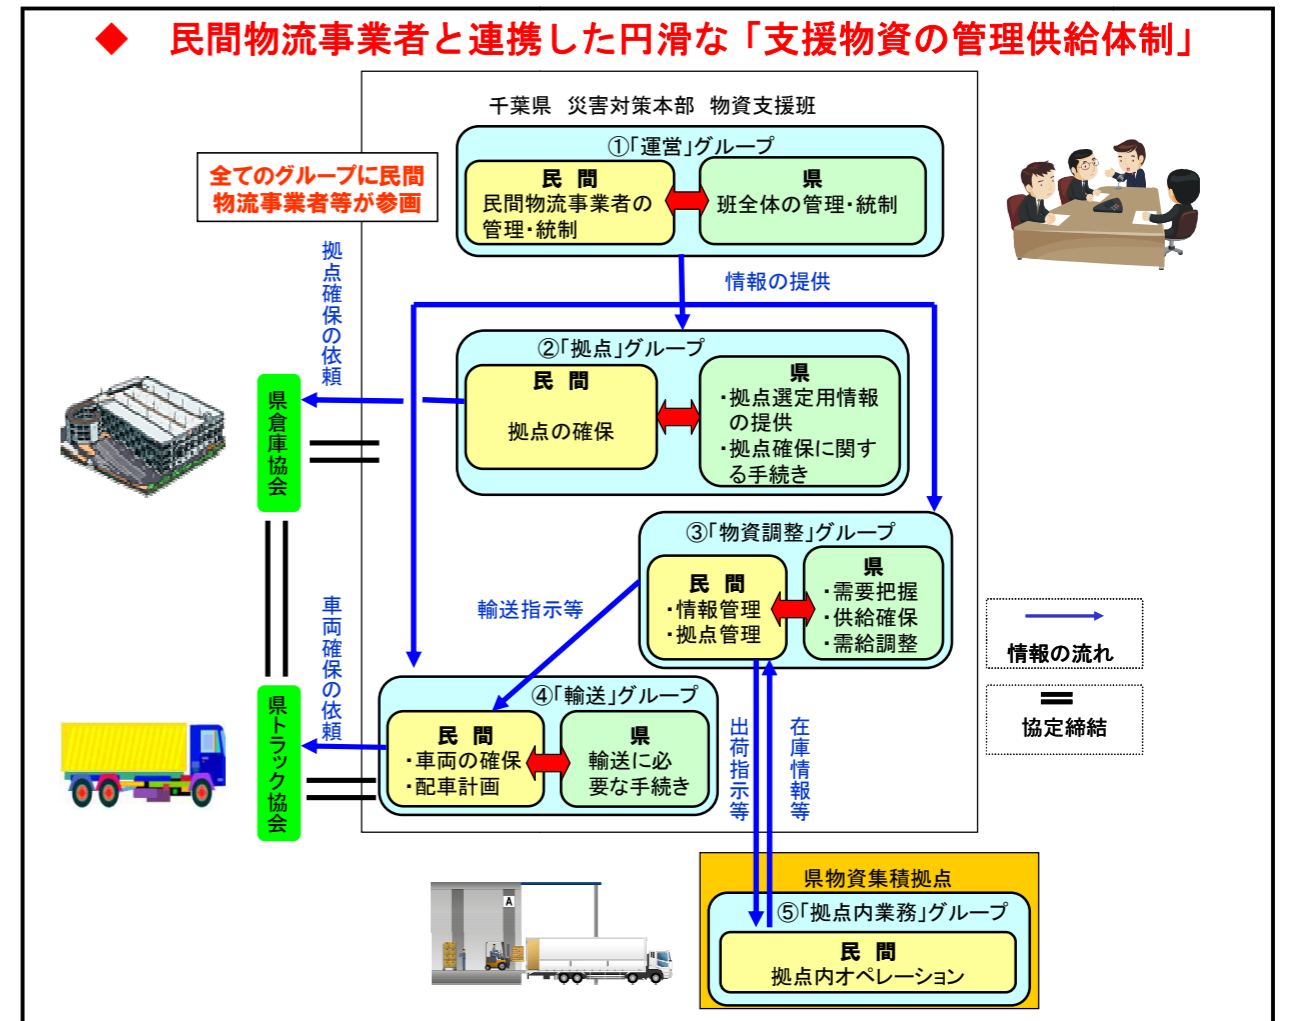 ◆ 民間物流事業者と連携した円滑な「支援物資の管理供給体制」
千葉県 災害対策本部 物資支援班
①「運営」グループ
民 間
民間物流事業者の
管理・統制
県
班全体の管理・統制
全てのグループに民間
物流事業者等が参画
拠点確保の依頼
情報の提供
②「拠点」グループ
民 間
拠点の確保
県
・拠点選定用情報
の提供
・拠点確保に関す
る手続き
県倉庫協会
③「物資調整」グループ
民 間
・情報管理
・拠点管理
県
・需要把握
・供給確保
・需給調整
輸送指示等
車両確保の依頼
情報の流れ
協定締結
④「輸送」グループ
民 間
・車両の確保
・配車計画
県
輸送に必
要な手続き
県トラック協会
出荷指示等
在庫情報等
県物資集積拠点
⑤「拠点内業務」グループ
民 間
拠点内オペレーション
A